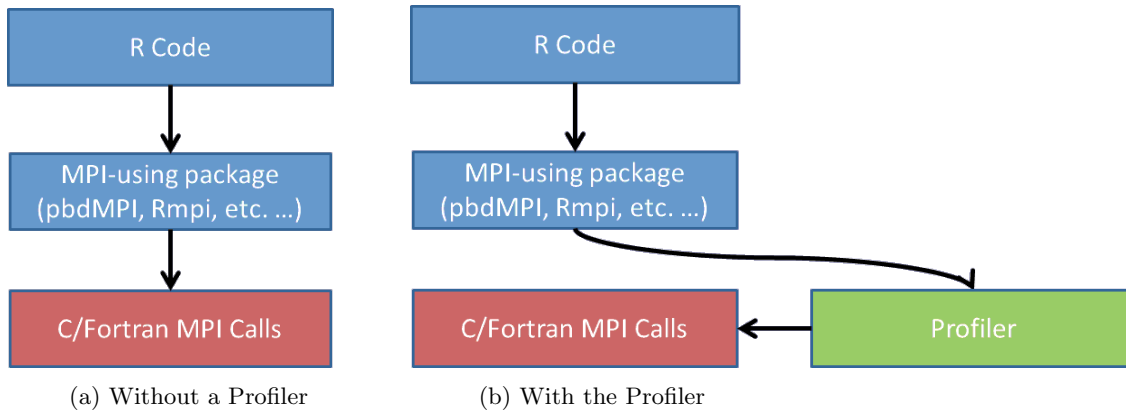 R Code
MPI-using package
(pbdMPI, Rmpi, etc. ...)
C/Fortran MPI Calls
(a) Without a Profiler
R Code
MPI-using package
(pbdMPI, Rmpi, etc. ...)
C/Fortran MPI Calls
Profiler
(b) With the Profiler